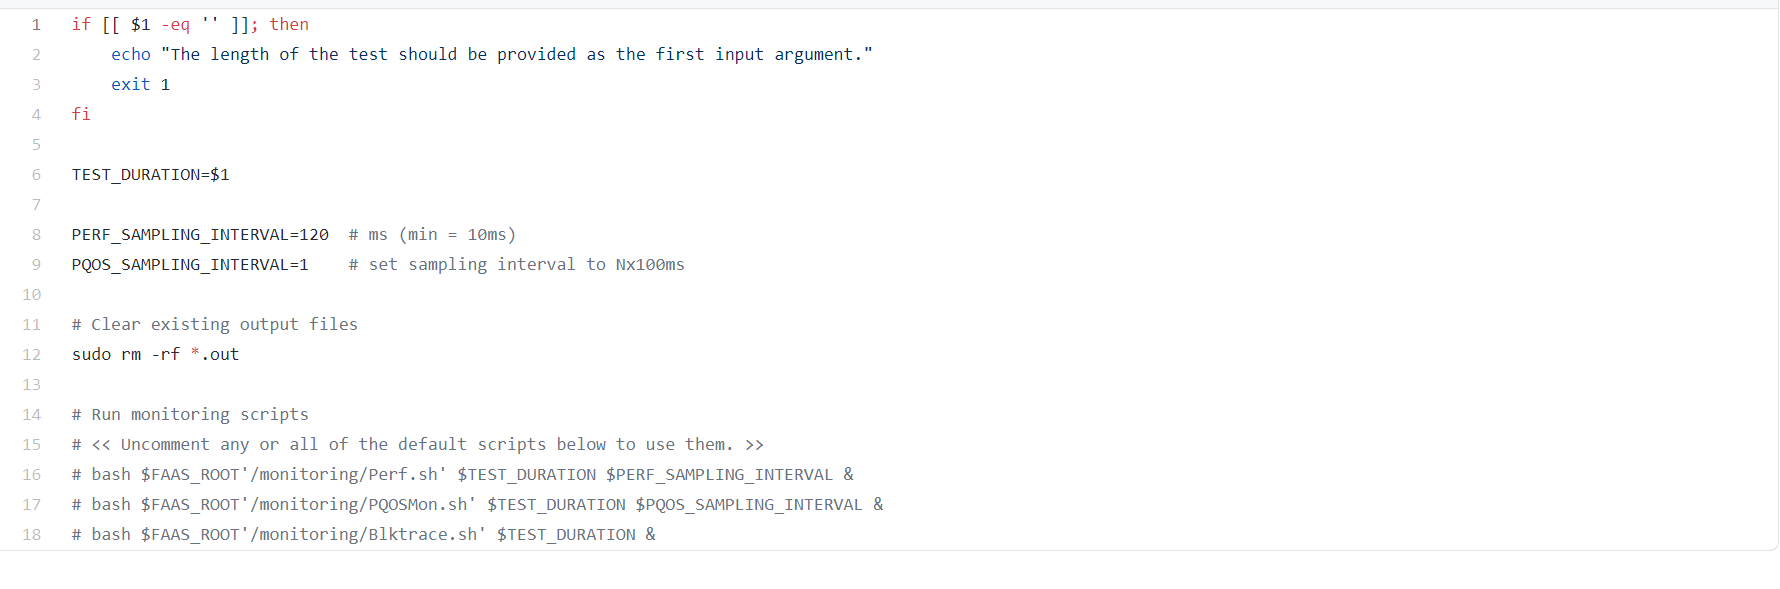 1 if [[ $1 -eq '' ]]; then
2     echo "The length of the test should be provided as the first input argument."
3     exit 1
4 fi
5
6 TEST_DURATION=$1
7
8 PERF_SAMPLING_INTERVAL=120  # ms (min = 10ms)
9 PQOS_SAMPLING_INTERVAL=1    # set sampling interval to Nx100ms
10
11 # Clear existing output files
12 sudo rm -rf *.out
13
14 # Run monitoring scripts
15 # << Uncomment any or all of the default scripts below to use them. >>
16 # bash $FAAS_ROOT'/monitoring/Perf.sh' $TEST_DURATION $PERF_SAMPLING_INTERVAL &
17 # bash $FAAS_ROOT'/monitoring/PQOSMon.sh' $TEST_DURATION $PQOS_SAMPLING_INTERVAL &
18 # bash $FAAS_ROOT'/monitoring/Blktrace.sh' $TEST_DURATION &